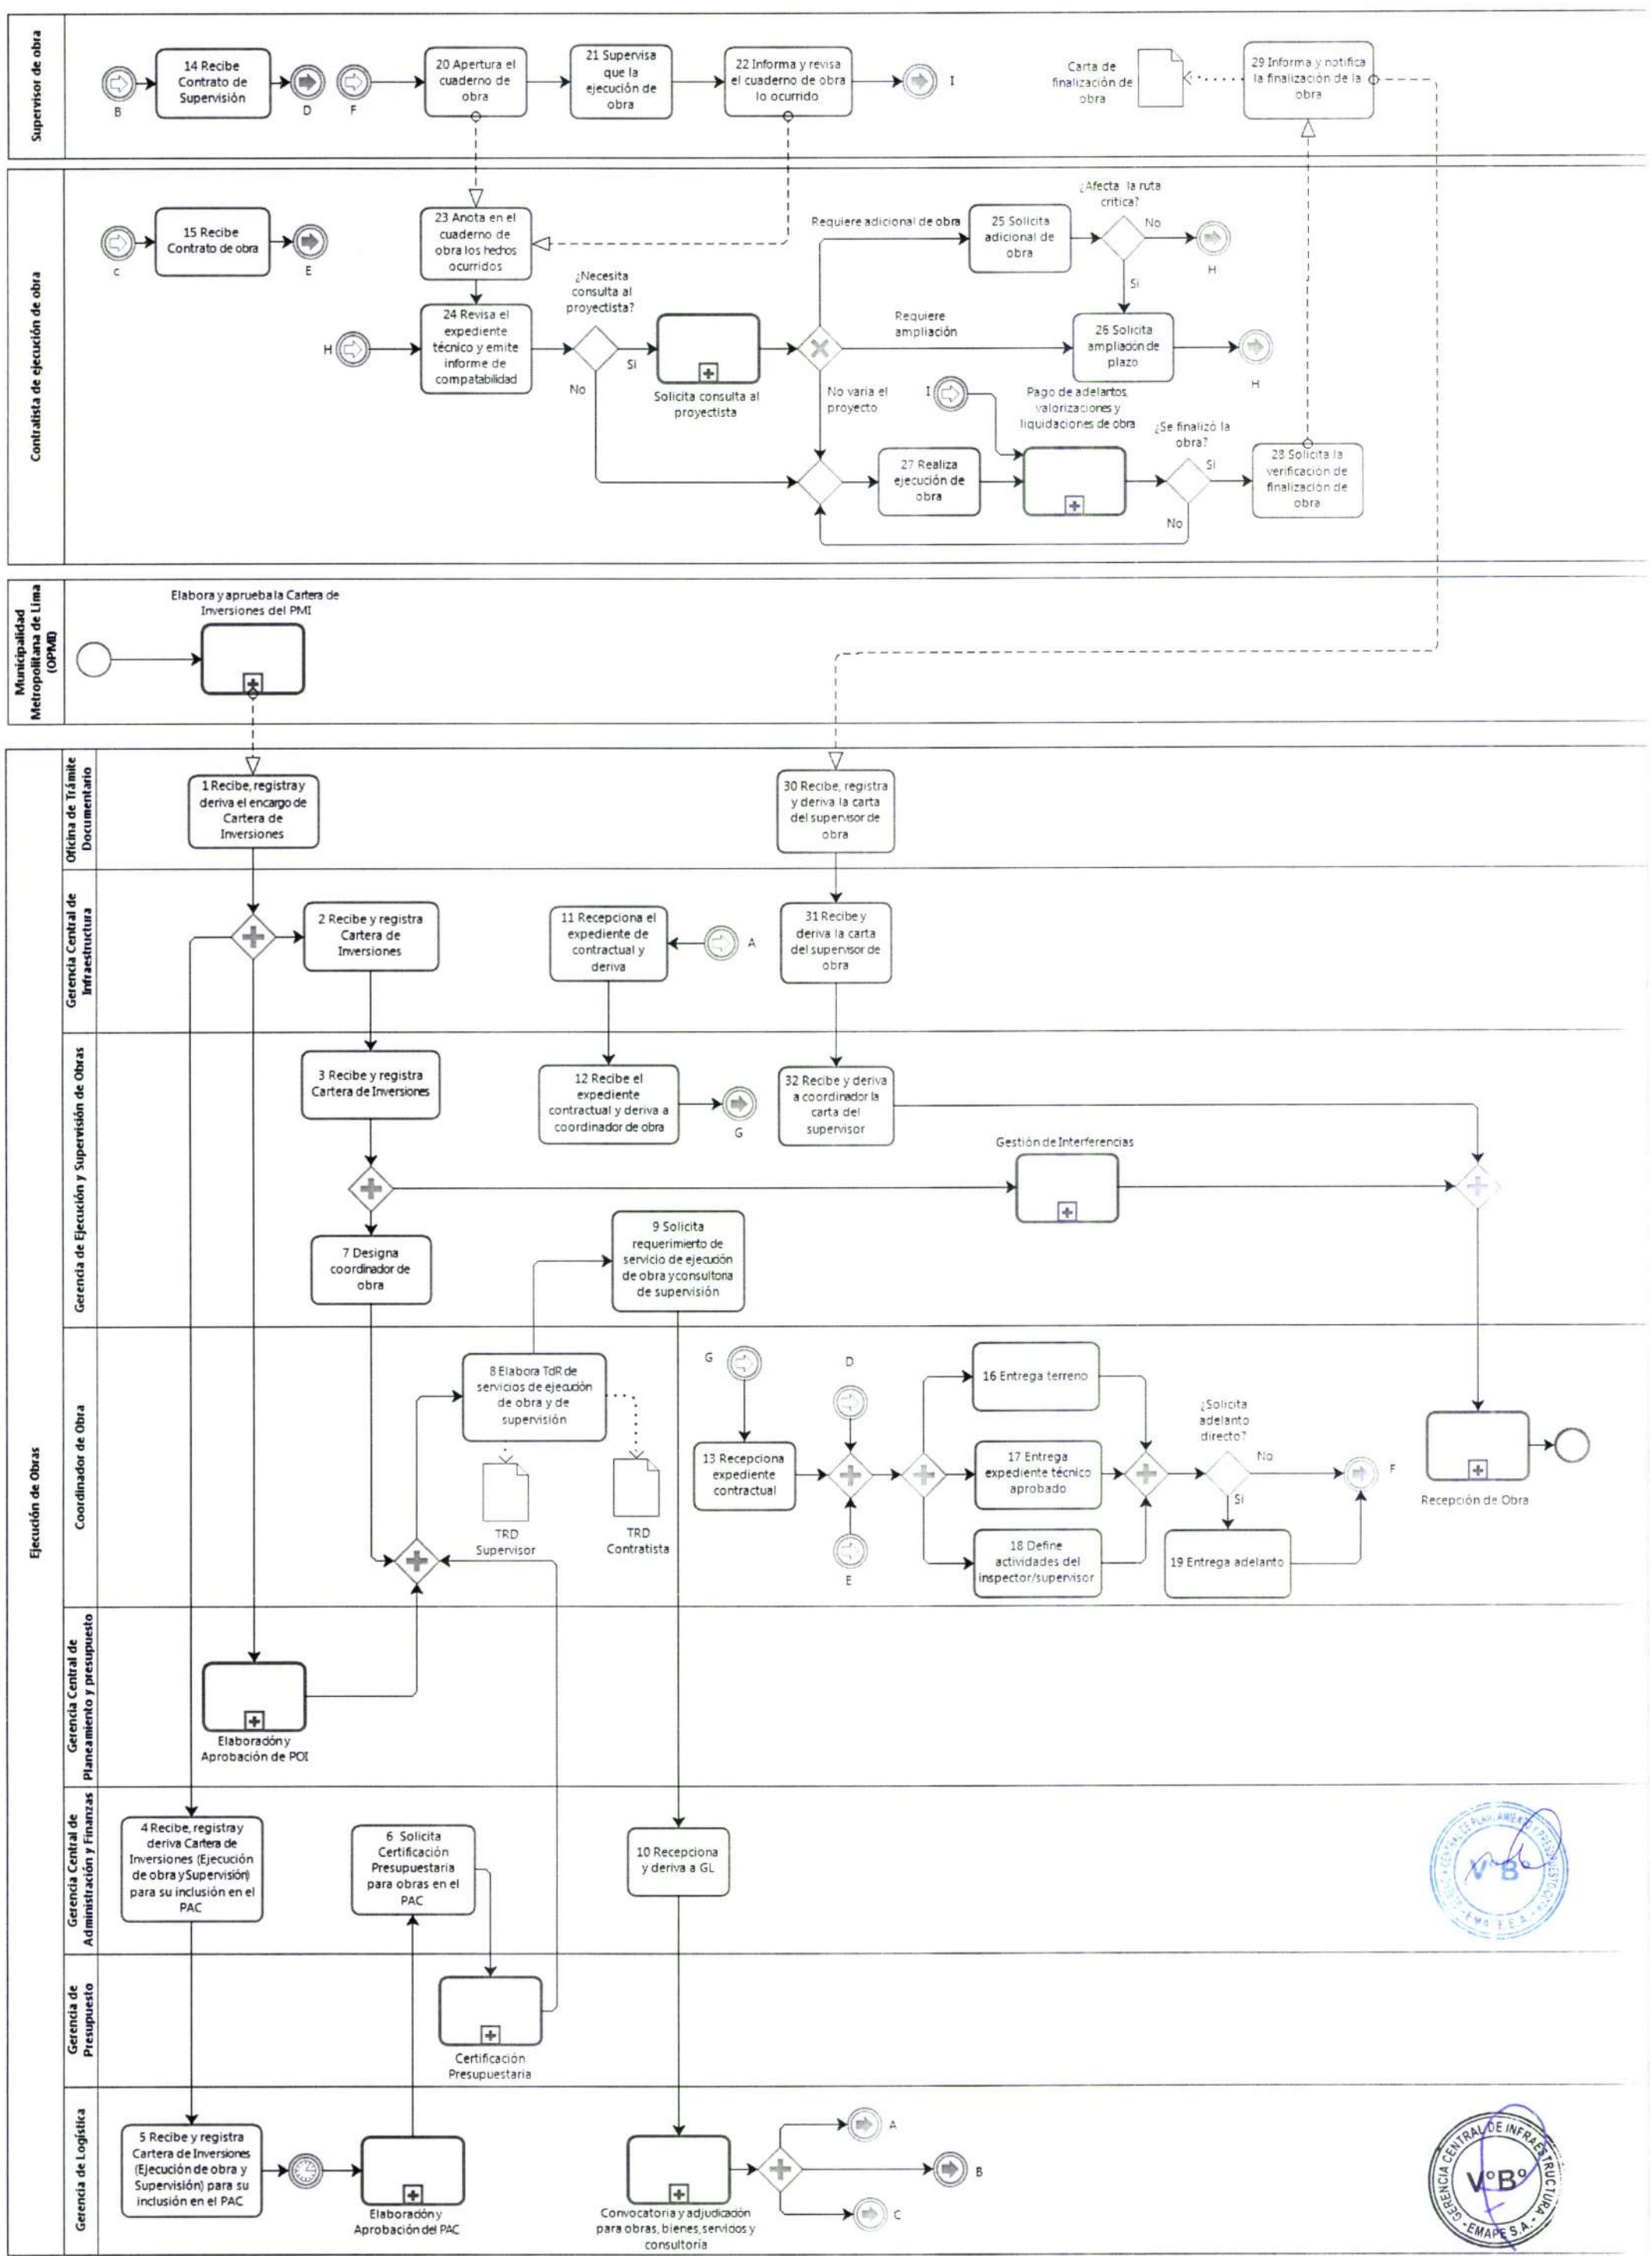 Supervisor de obra
14 Recibe
Contrato de
Supervisión
B
D
F
20 Apertura el
cuaderno de
obra
21 Supervisa
que la
ejecución de
obra
22 Informa y revisa
el cuaderno de obra
lo ocurrido
I
Carta de
finalización de
obra
29 Informa y notifica
la finalización de la
obra
Contratista de ejecución de obra
15 Recibe
Contrato de obra
C
E
23 Anota en el
cuaderno de
obra los hechos
ocurridos
H
24 Revisa el
expediente
técnico y emite
informe de
compatabilidad
¿Necesita
consulta al
proyectista?
Si
No
Solicita consulta al
proyectista
Requiere adicional de obra
25 Solicita
adicional de
obra
¿Afecta la ruta
critica?
No
H
Si
Requiere
ampliación
26 Solicita
ampliación de
plazo
H
No varia el
proyecto
I
Pago de adelantos,
valorizaciones y
liquidaciones de obra
27 Realiza
ejecución de
obra
¿Se finalizó la
obra?
Si
No
28 Solicita la
verificación de
finalización de
obra
Municipalidad
Metropolitana de Lima
(OPMI)
Elabora y aprueba la Cartera de
Inversiones del PMI
Ejecución de Obras
Oficina de Trámite
Documentario
1 Recibe, registra y
deriva el encargo de
Cartera de
Inversiones
30 Recibe, registra
y deriva la carta
del supervisor de
obra
Gerencia Central de
Infraestructura
2 Recibe y registra
Cartera de
Inversiones
11 Recepciona el
expediente de
contractual y
deriva
A
31 Recibe y
deriva la carta
del supervisor de
obra
Gerencia de Ejecución y Supervisión de Obras
3 Recibe y registra
Cartera de Inversiones
12 Recibe el
expediente
contractual y deriva a
coordinador de obra
G
32 Recibe y deriva
a coordinador la
carta del
supervisor
Gestión de Interferencias
7 Designa
coordinador de
obra
9 Solicita
requerimiento de
servicio de ejecución
de obra y consultoria
de supervisión
Coordinador de Obra
8 Elabora TdR de
servicios de ejecución
de obra y de
supervisión
TRD
Supervisor
TRD
Contratista
G
13 Recepciona
expediente
contractual
D
E
16 Entrega terreno
17 Entrega
expediente técnico
aprobado
18 Define
actividades del
inspector/supervisor
¿Solicita
adelanto
directo?
No
Si
F
19 Entrega adelanto
Recepción de Obra
Gerencia Central de
Planeamiento y presupuesto
Elaboradón y
Aprobación de POI
Gerencia Central de
Administración y Finanzas
4 Recibe, registra y
deriva Cartera de
Inversiones (Ejecución
de obra y Supervisión)
para su inclusión en el
PAC
6 Solicita
Certificación
Presupuestaria
para obras en el
PAC
10 Recepciona
y deriva a GL
GERENCIA CENTRAL DE PLANEAMIENTO Y PRESUPUESTO
V°B°
EMAPE S.A.
Gerencia de
Presupuesto
Certificación
Presupuestaria
Gerencia de Logística
5 Recibe y registra
Cartera de Inversiones
(Ejecución de obra y
Supervisión) para su
inclusión en el PAC
Elaboradón y
Aprobación del PAC
Convocatoria y adjudicación
para obras, bienes, servidos y
consultoría
A
B
C
GERENCIA CENTRAL DE INFRAESTRUCTURA
V°B°
- EMAPE S.A. -